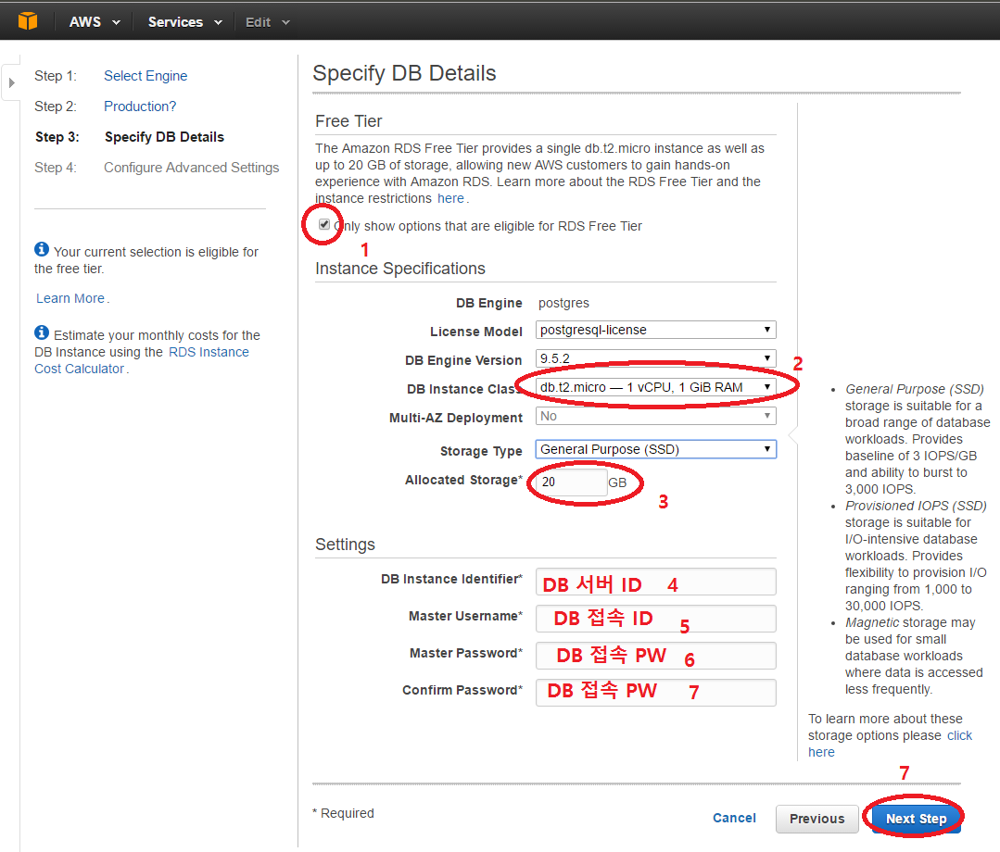 AWS Services Edit
Step 1: Select Engine
Step 2: Production?
Step 3: Specify DB Details
Step 4: Configure Advanced Settings
Your current selection is eligible for
the free tier.
Learn More.
Estimate your monthly costs for the
DB Instance using the RDS Instance
Cost Calculator.
Specify DB Details
Free Tier
The Amazon RDS Free Tier provides a single db.t2.micro instance as well as
up to 20 GB of storage, allowing new AWS customers to gain hands-on
experience with Amazon RDS. Learn more about the RDS Free Tier and the
instance restrictions here.
Only show options that are eligible for RDS Free Tier
1
Instance Specifications
DB Engine postgres
License Model postgresql-license
DB Engine Version 9.5.2
2
DB Instance Class db.t2.micro — 1 vCPU, 1 GiB RAM
Multi-AZ Deployment No
Storage Type General Purpose (SSD)
Allocated Storage* 20 GB
3
Settings
DB Instance Identifier* DB 서버 ID 4
Master Username* DB 접속 ID 5
Master Password* DB 접속 PW 6
Confirm Password* DB 접속 PW 7
General Purpose (SSD)
storage is suitable for a
broad range of database
workloads. Provides
baseline of 3 IOPS/GB
and ability to burst to
3,000 IOPS.
Provisioned IOPS (SSD)
storage is suitable for
I/O-intensive database
workloads. Provides
flexibility to provision I/O
ranging from 1,000 to
30,000 IOPS.
Magnetic storage may
be used for small
database workloads
where data is accessed
less frequently.
To learn more about these
storage options please click
here
7
* Required
Cancel Previous Next Step